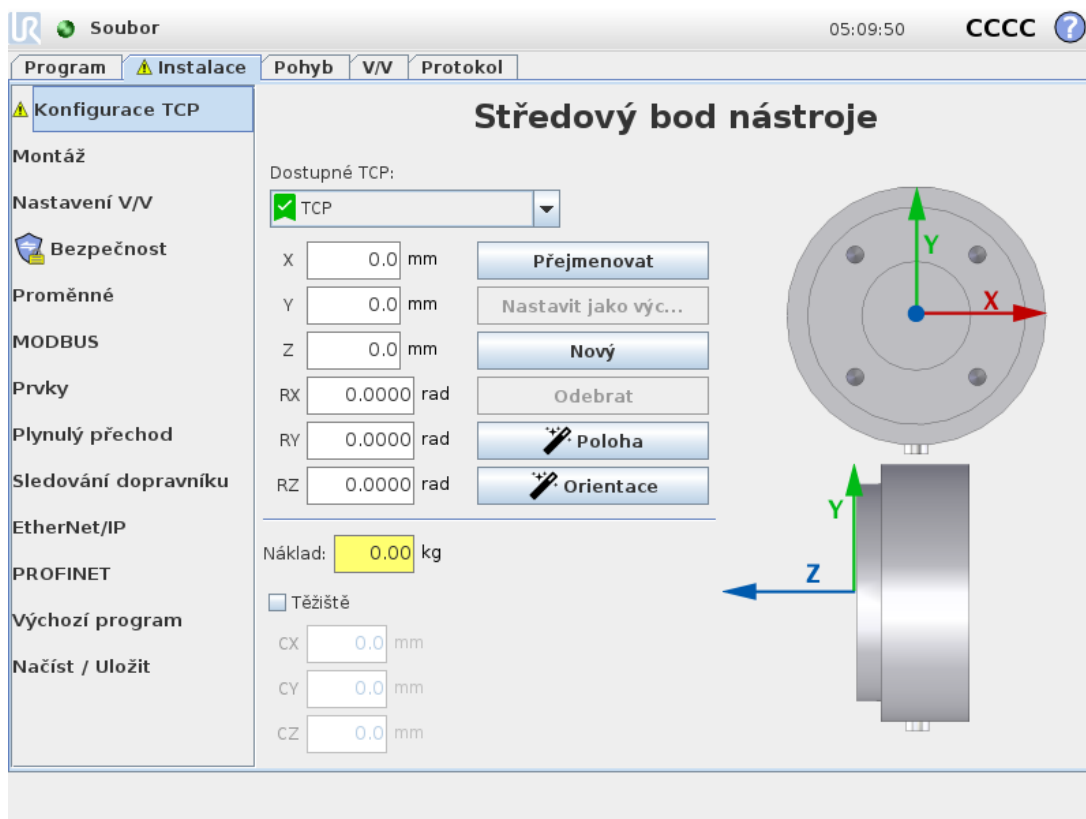 UR Soubor 05:09:50 CCCC ?
Program Instalace Pohyb V/V Protokol
Konfigurace TCP
Montáž
Nastavení V/V
Bezpečnost
Proměnné
MODBUS
Prvky
Plynulý přechod
Sledování dopravníku
EtherNet/IP
PROFINET
Výchozí program
Načíst / Uložit
Středový bod nástroje
Dostupné TCP:
TCP
X 0.0 mm Přejmenovat
Y 0.0 mm Nastavit jako výc...
Z 0.0 mm Nový
RX 0.0000 rad Odebrat
RY 0.0000 rad Poloha
RZ 0.0000 rad Orientace
Náklad: 0.00 kg
Těžiště
CX 0.0 mm
CY 0.0 mm
CZ 0.0 mm
Y
X
Y
Z